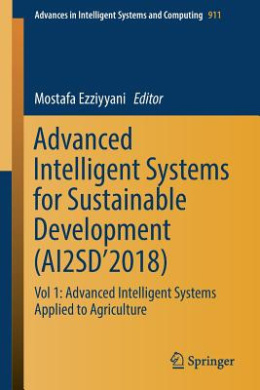 Advances in Intelligent Systems and Computing 911
Mostafa Ezziyyani Editor
Advanced
Intelligent Systems
for Sustainable
Development
(AI2SD'2018)
Vol 1: Advanced Intelligent Systems
Applied to Agriculture
Springer